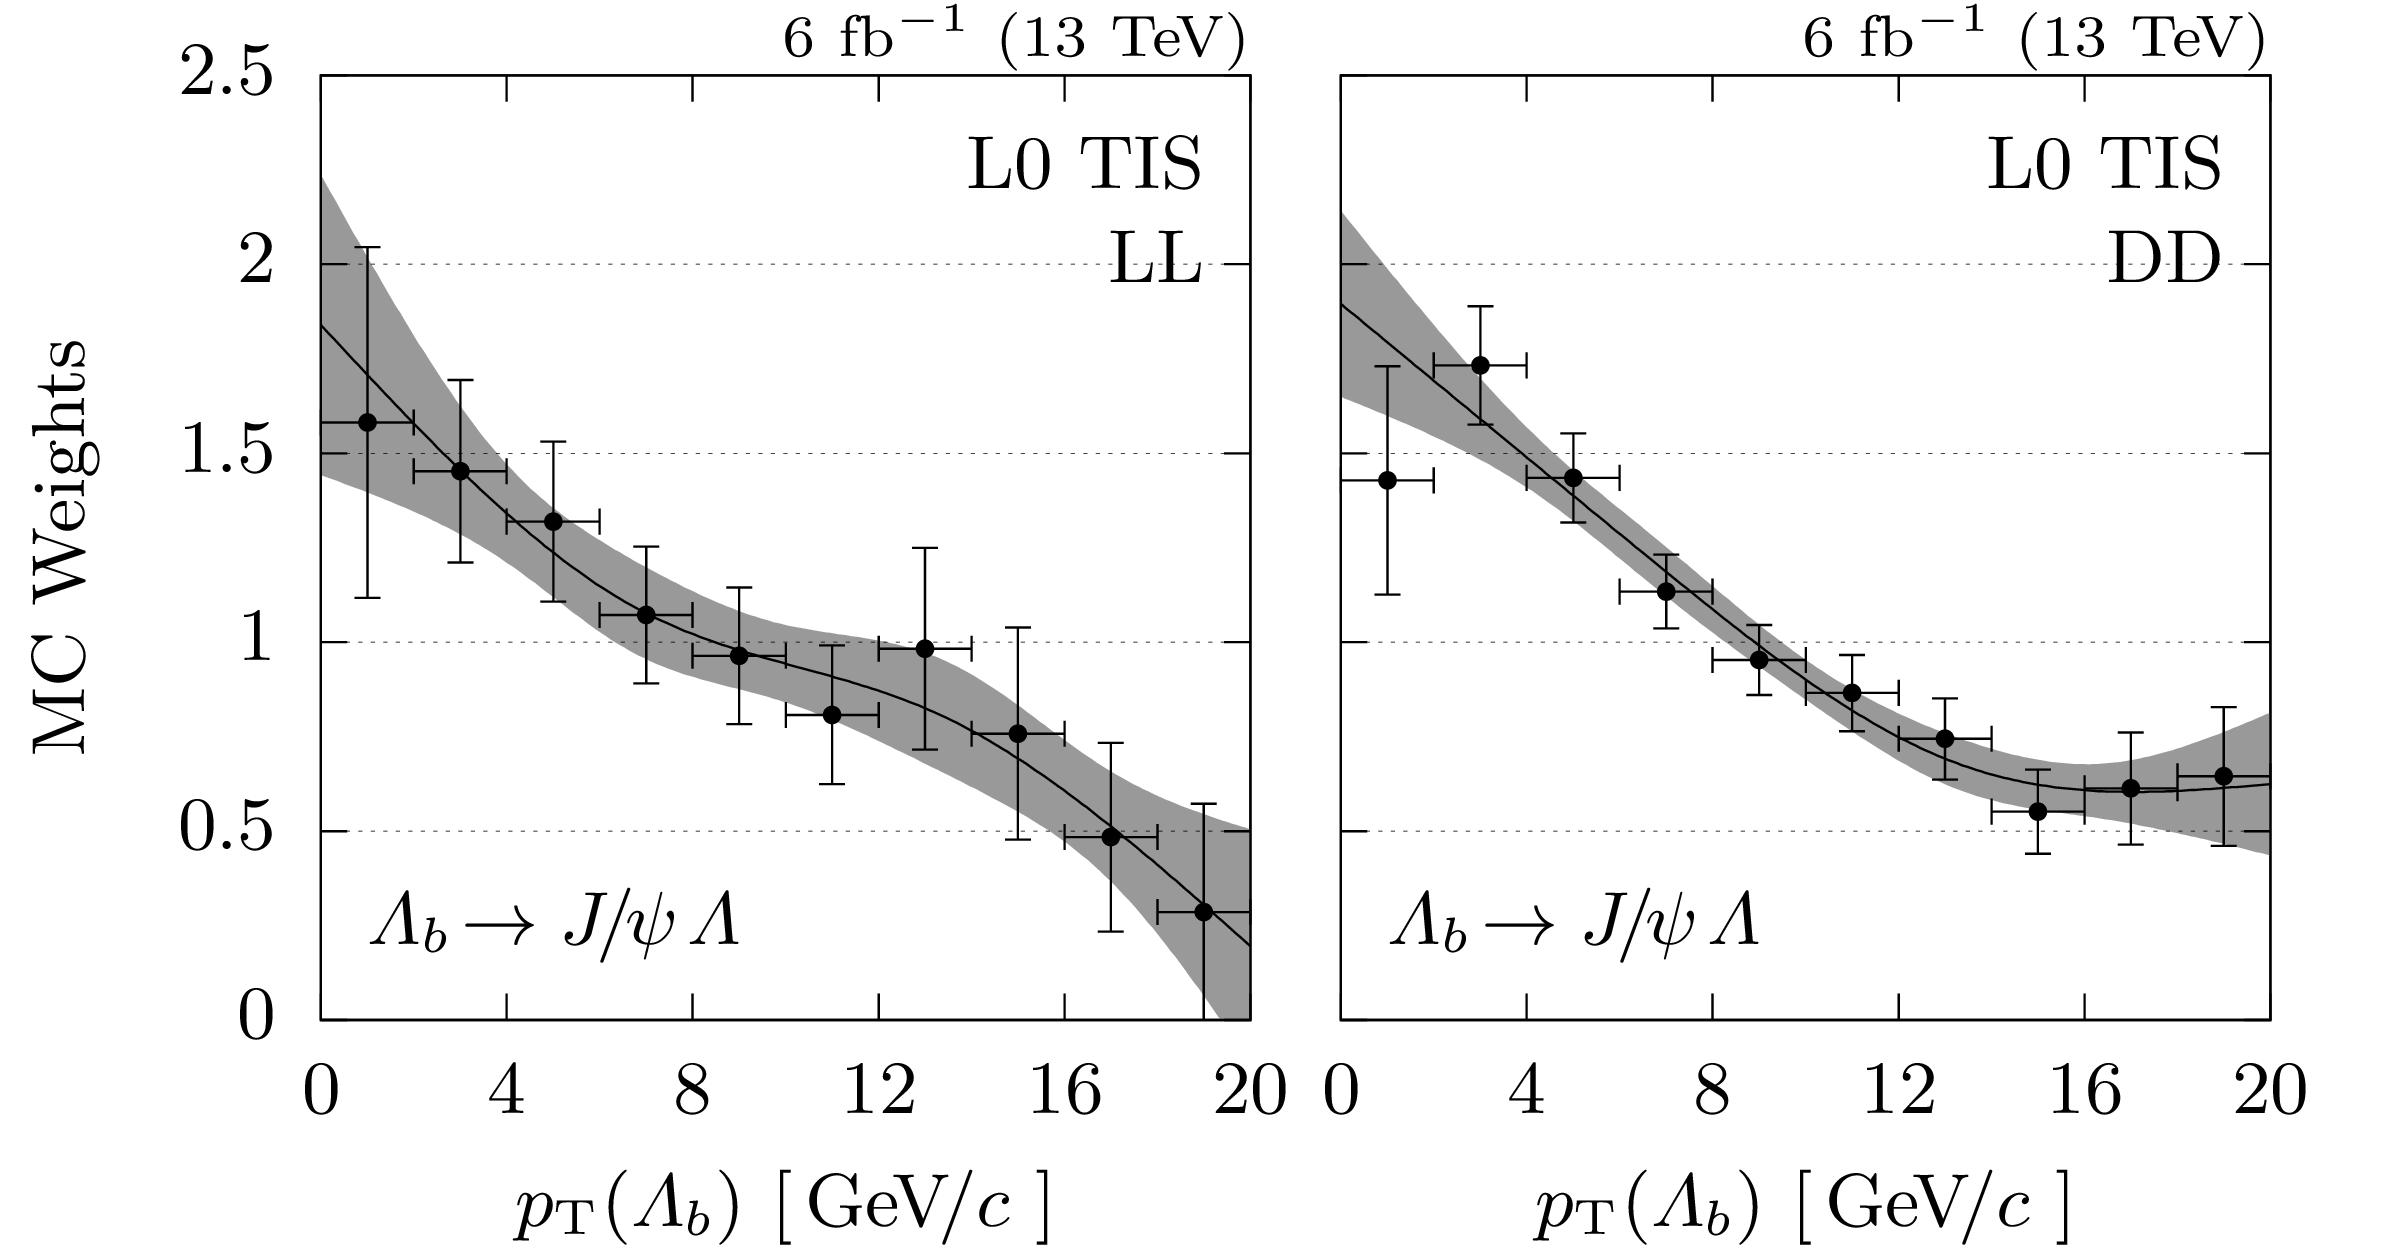 6 fb⁻¹ (13 TeV)
6 fb⁻¹ (13 TeV)
MC Weights
2.5
2
1.5
1
0.5
0
L0 TIS
LL
Λb → J/ψ Λ
0 4 8 12 16 20
pT(Λb) [GeV/c]
L0 TIS
DD
Λb → J/ψ Λ
0 4 8 12 16 20
pT(Λb) [GeV/c]